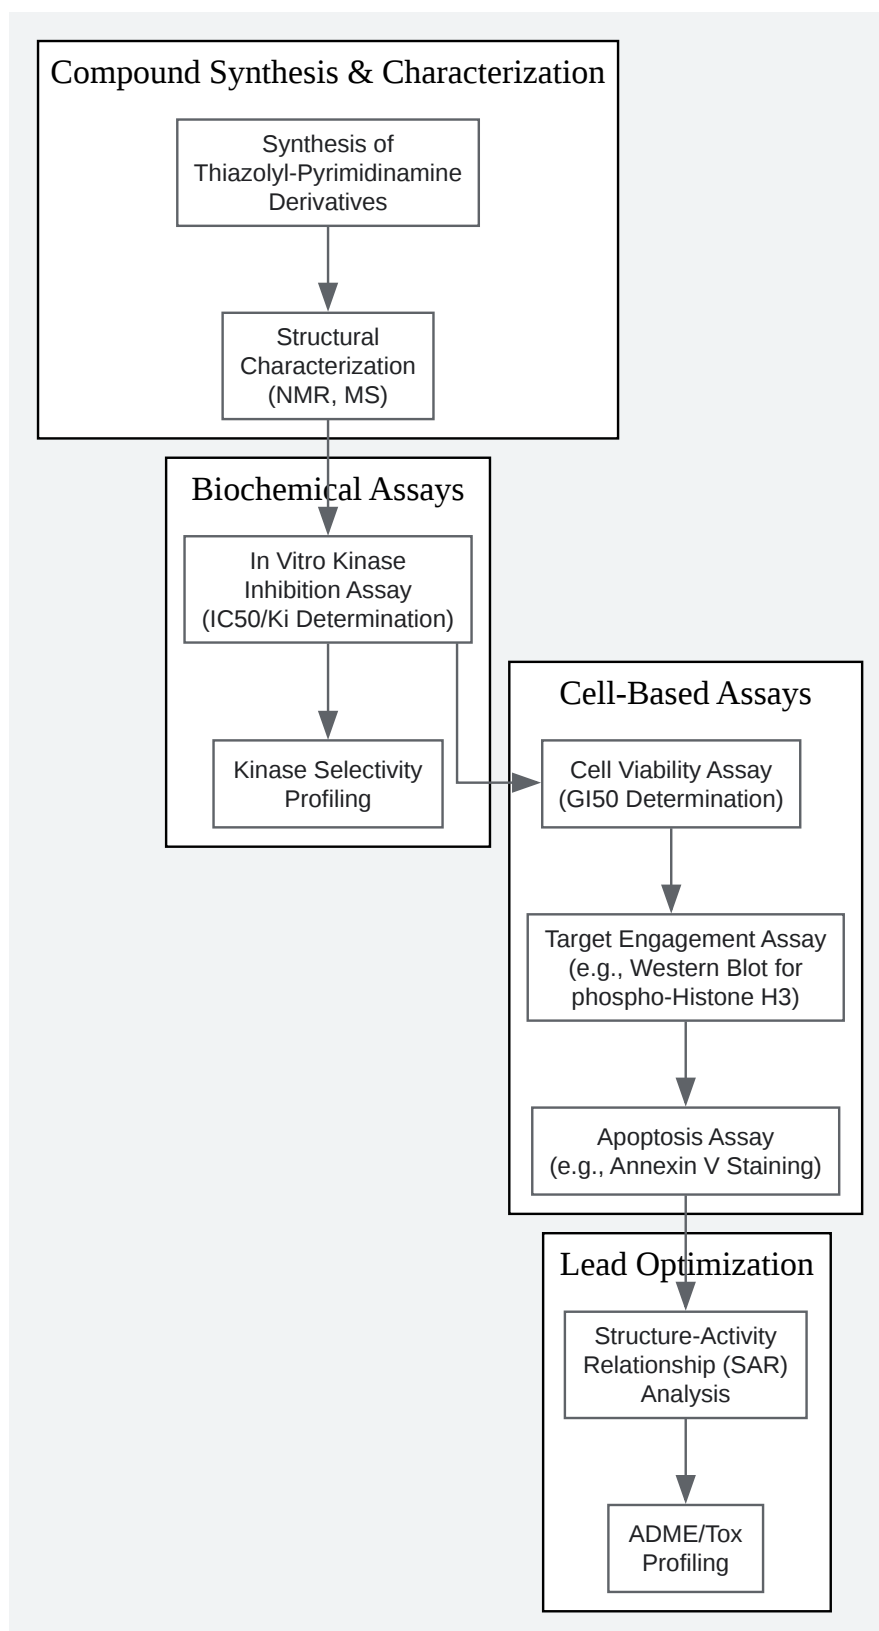 Compound Synthesis & Characterization
Synthesis of
Thiazolyl-Pyrimidinamine
Derivatives
Structural
Characterization
(NMR, MS)
Biochemical Assays
In Vitro Kinase
Inhibition Assay
(IC50/Ki Determination)
Kinase Selectivity
Profiling
Cell-Based Assays
Cell Viability Assay
(GI50 Determination)
Target Engagement Assay
(e.g., Western Blot for
phospho-Histone H3)
Apoptosis Assay
(e.g., Annexin V Staining)
Lead Optimization
Structure-Activity
Relationship (SAR)
Analysis
ADME/Tox
Profiling